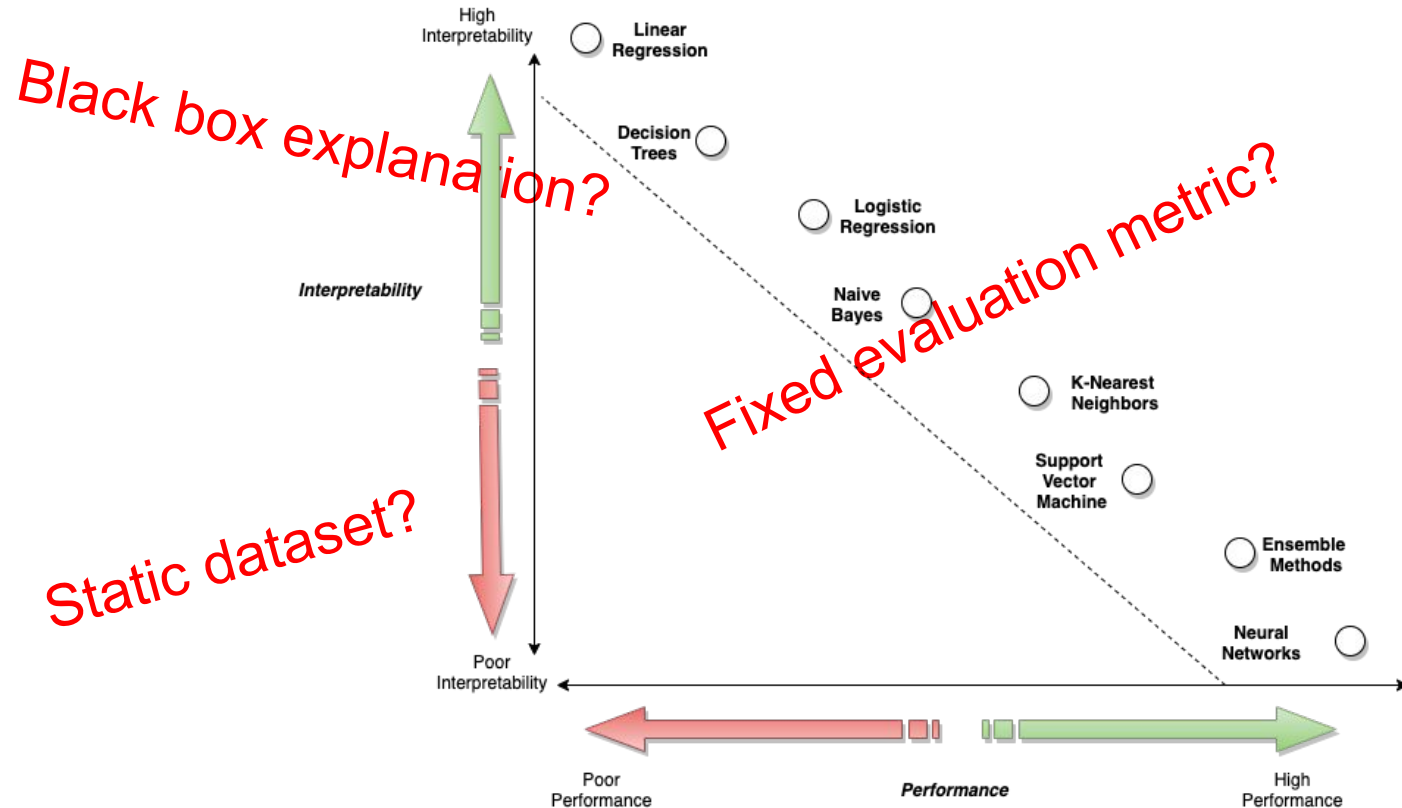 High
Interpretability
Linear
Regression
Black box explanarion?
Decision
Trees
Logistic
Regression
Interpretability
Naive
Bayes
Fixed evaluation metric?
K-Nearest
Neighbors
Support
Vector
Machine
Static dataset?
Ensemble
Methods
Neural
Networks
Poor
Interpretability
Poor
Performance
Performance
High
Performance